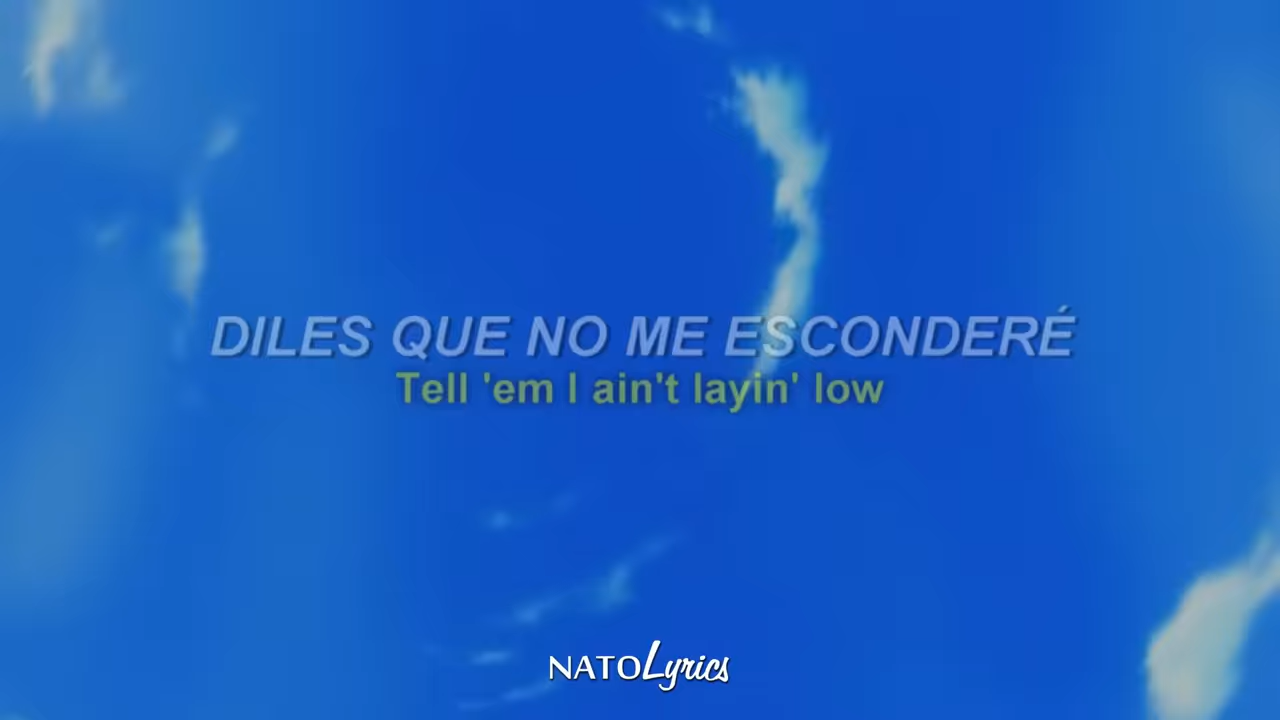 DILES QUE NO ME ESCONDERÉ
Tell 'em I ain't layin' low
NATOLyrics